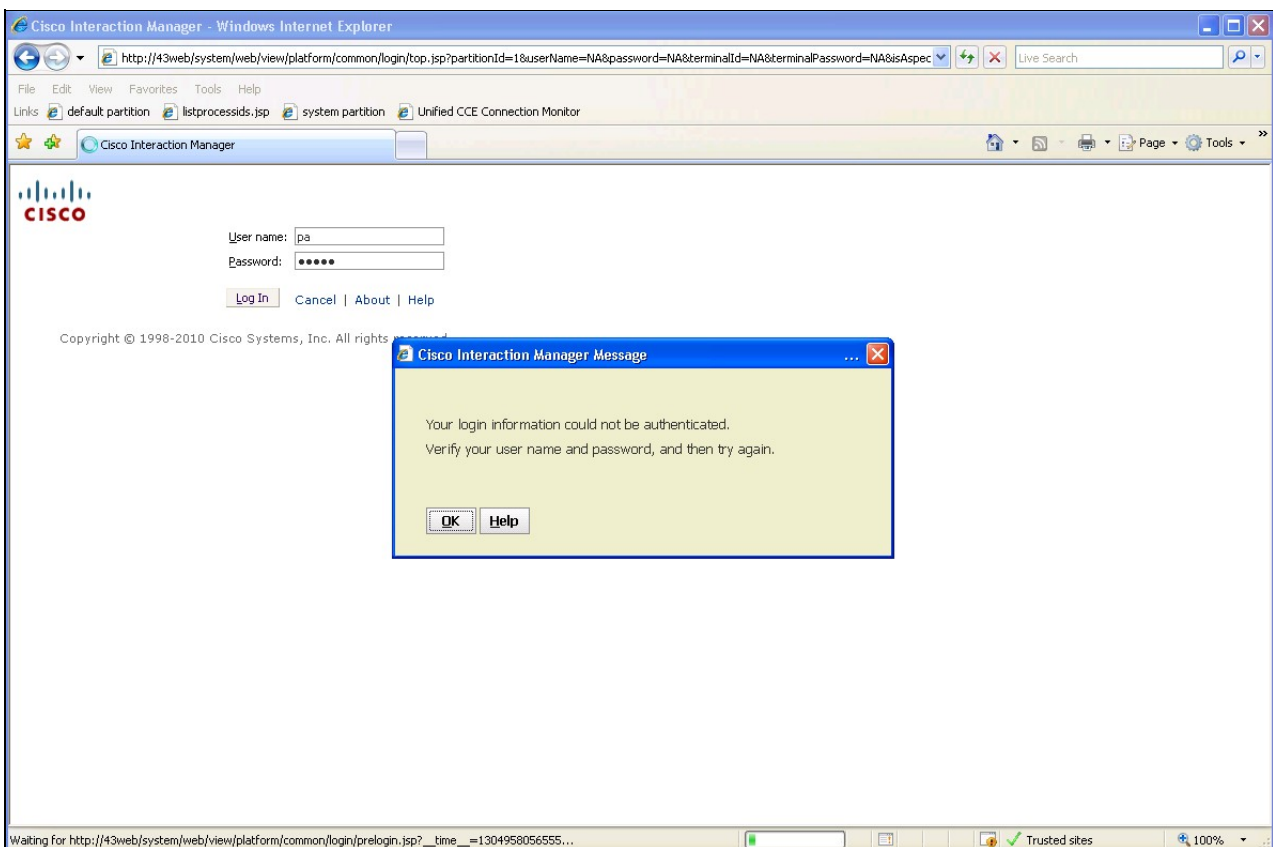 Cisco Interaction Manager - Windows Internet Explorer
http://43web/system/web/view/platform/common/login/top.jsp?partitionId=1&userName=NA&password=NA&terminalId=NA&terminalPassword=NA&isAspec
Live Search
File Edit View Favorites Tools Help
Links default partition listprocessids.jsp system partition Unified CCE Connection Monitor
Cisco Interaction Manager
Page Tools »
CISCO
User name: pa
Password: •••••
Log In Cancel | About | Help
Copyright © 1998-2010 Cisco Systems, Inc. All rights
Cisco Interaction Manager Message ...
Your login information could not be authenticated.
Verify your user name and password, and then try again.
OK Help
Waiting for http://43web/system/web/view/platform/common/login/prelogin.jsp?__time__=1304958056555...
Trusted sites
100%